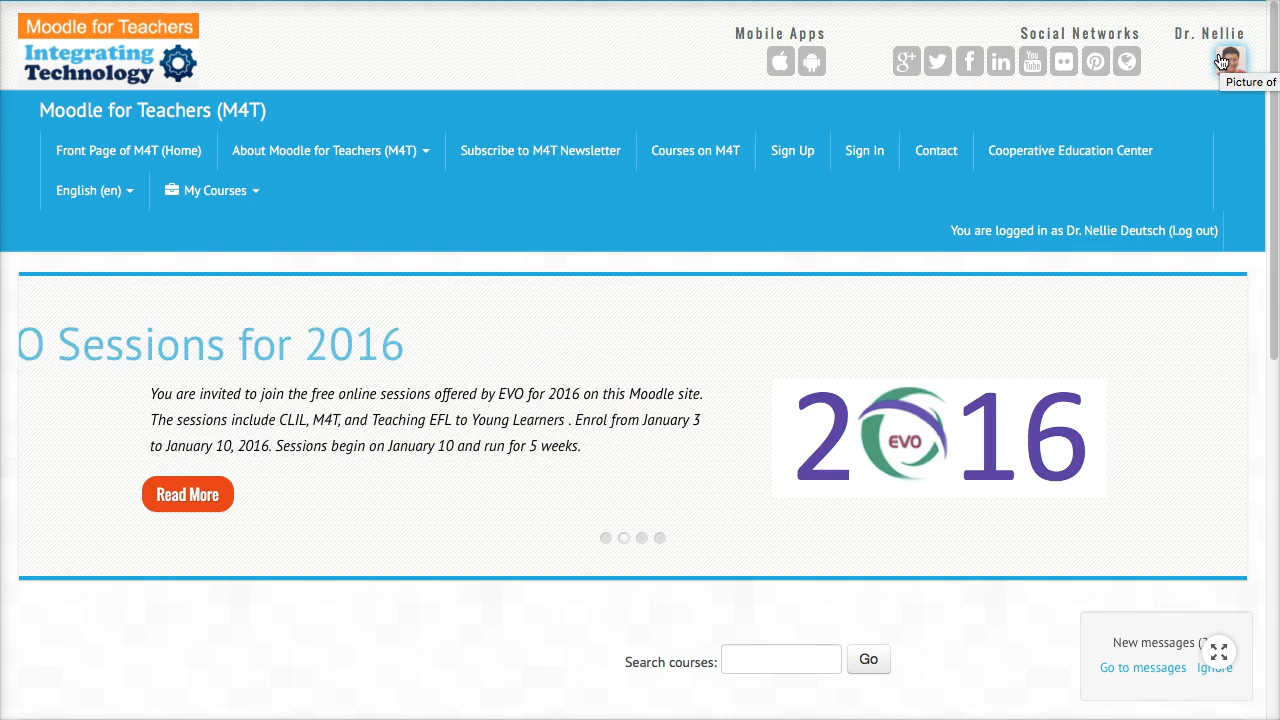 Moodle for Teachers
Integrating
Technology
Mobile Apps
Social Networks
Dr. Nellie
You
Tube
Picture of
Moodle for Teachers (M4T)
Front Page of M4T (Home)
About Moodle for Teachers (M4T)
Subscribe to M4T Newsletter
Courses on M4T
Sign Up
Sign In
Contact
Cooperative Education Center
English (en)
My Courses
You are logged in as Dr. Nellie Deutsch (Log out)
O Sessions for 2016
You are invited to join the free online sessions offered by EVO for 2016 on this Moodle site.
The sessions include CLIL, M4T, and Teaching EFL to Young Learners . Enrol from January 3
to January 10, 2016. Sessions begin on January 10 and run for 5 weeks.
Read More
2016
EVO
Search courses:
Go
New messages
Go to messages Ignore